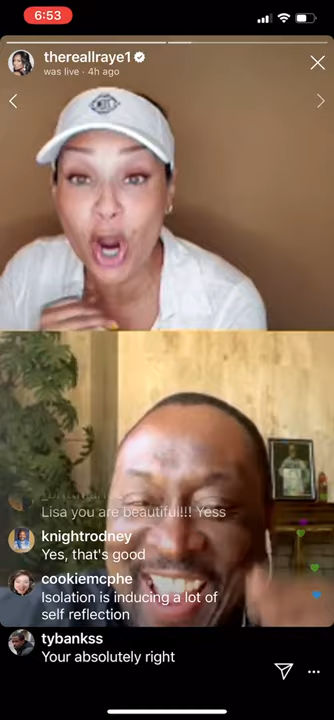 6:53
thereallraye1
was live · 4h ago
Lisa you are beautiful!!! Yess
knightrodney
Yes, that's good
cookiemcphe
Isolation is inducing a lot of
self reflection
tybankss
Your absolutely right